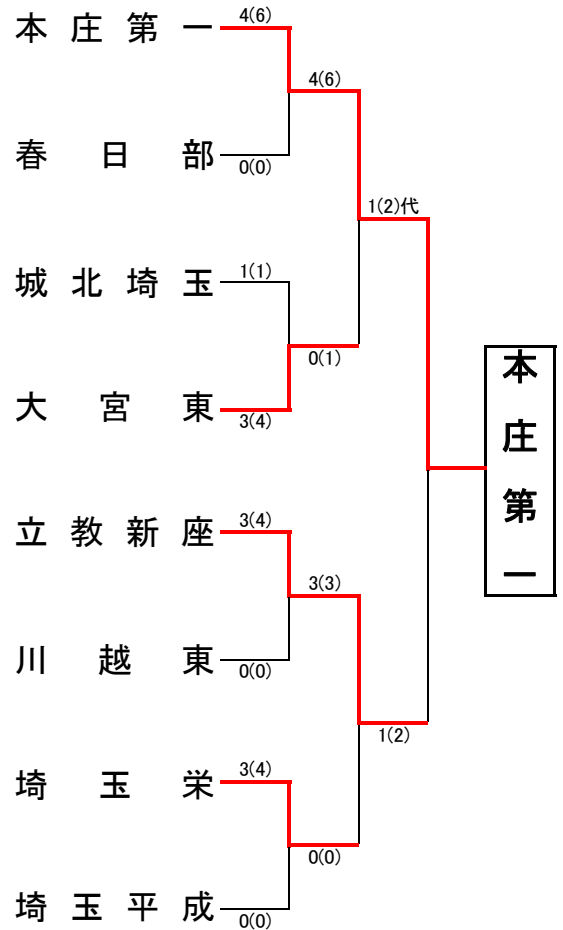 本庄第一
4(6)
4(6)
春日部
0(0)
1(2)代
城北埼玉
1(1)
0(1)
大宮東
3(4)
本庄第一
立教新座
3(4)
3(3)
川越東
0(0)
1(2)
埼玉栄
3(4)
0(0)
埼玉平成
0(0)